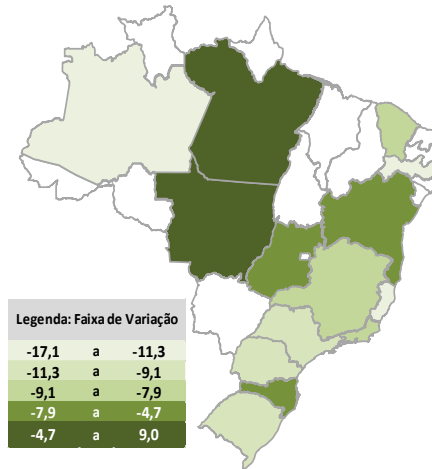 Legenda: Faixa de Variação
-17,1 a -11,3
-11,3 a -9,1
-9,1 a -7,9
-7,9 a -4,7
-4,7 a 9,0